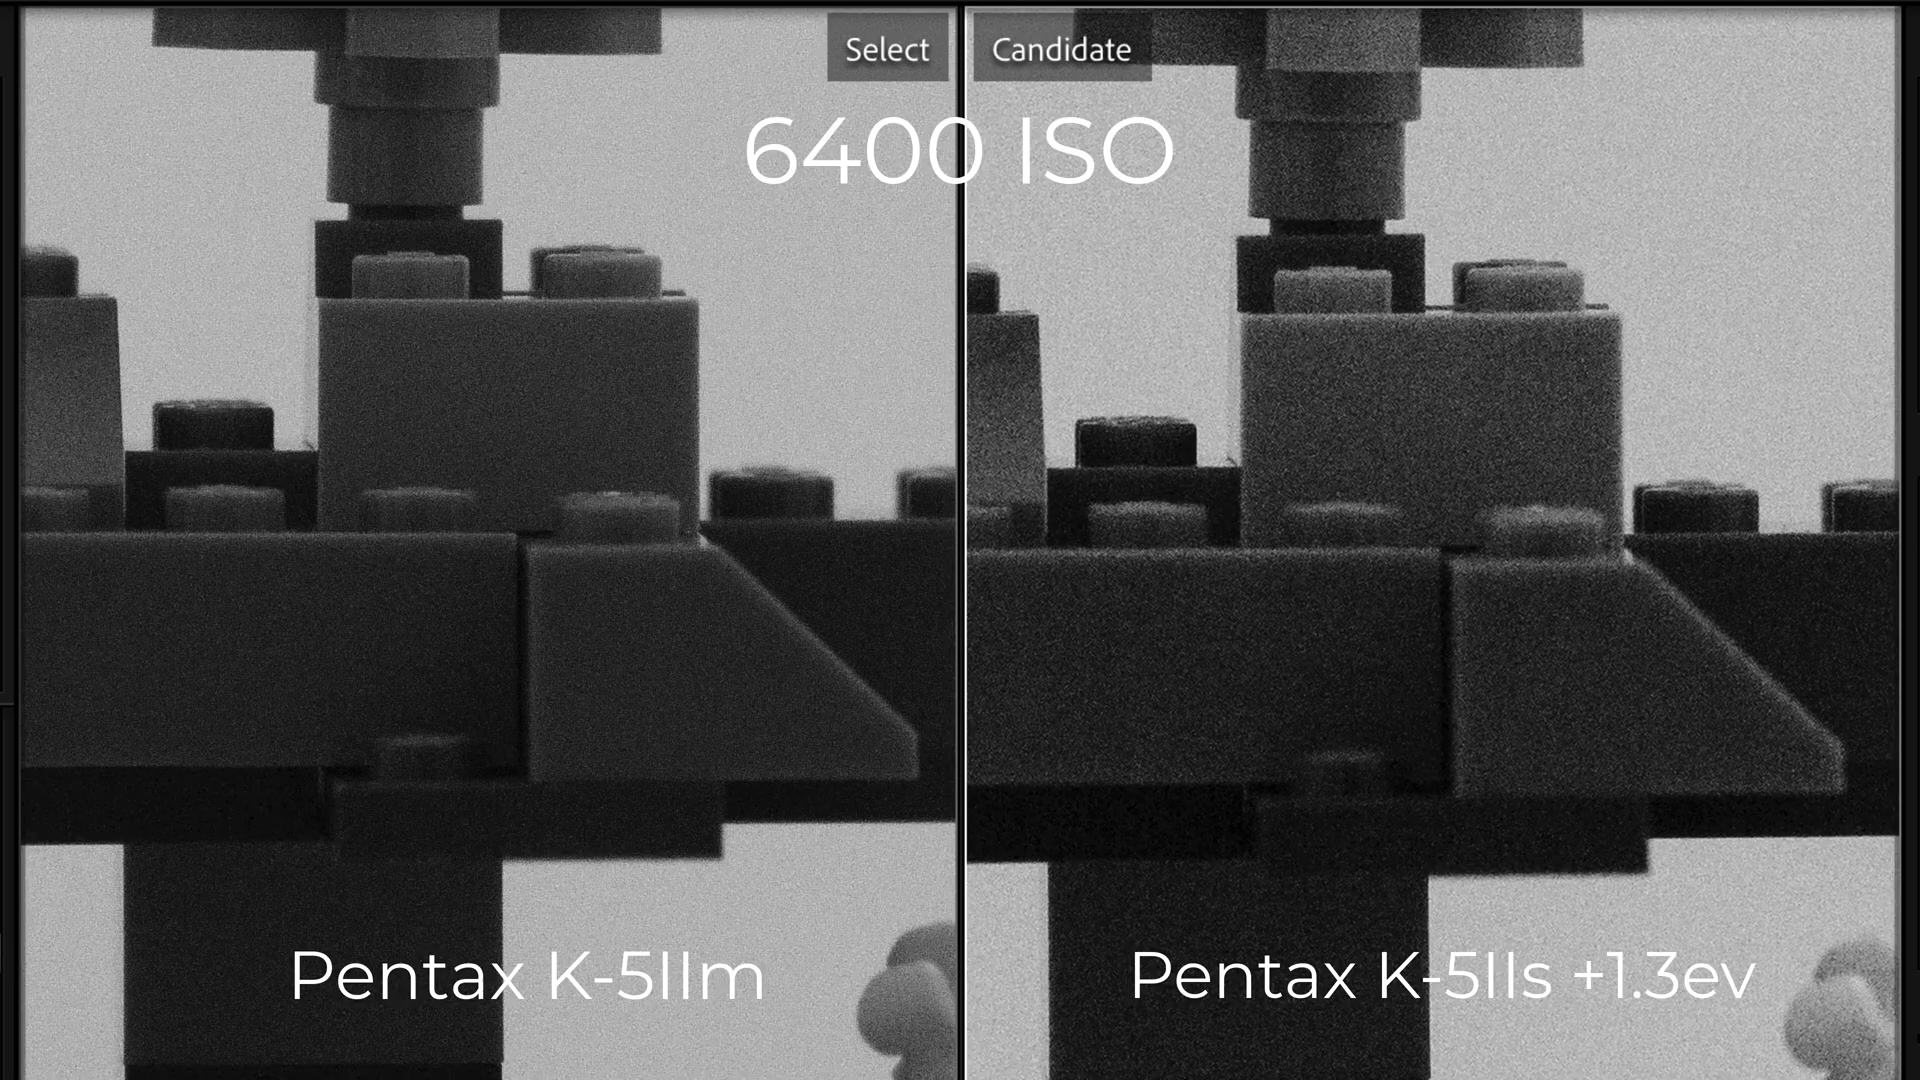 Select
Candidate
6400 ISO
Pentax K-5IIm
Pentax K-5IIs +1.3ev